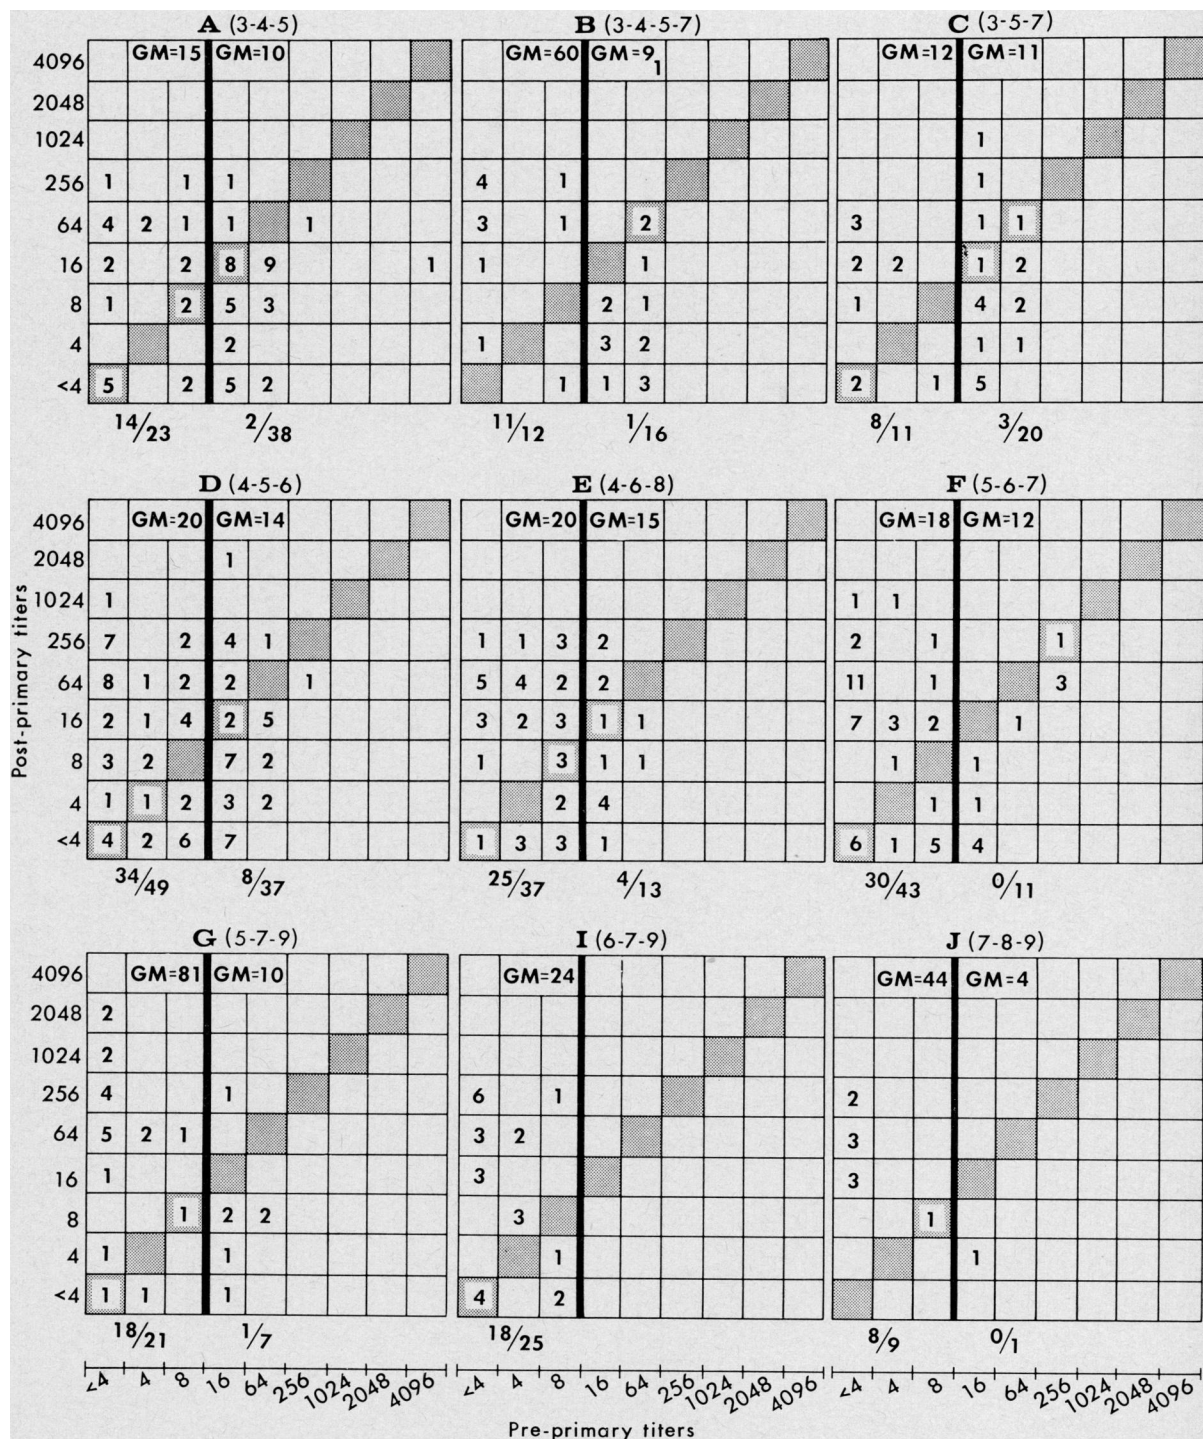 A (3-4-5) B (3-4-5-7) C (3-5-7)
4096 GM=15 GM=10 GM=60 GM=9 GM=12 GM=11
1
2048
1024 1
256 1 1 1 4 1 1
64 4 2 1 1 1 3 1 2 3 1 1
16 2 2 8 9 1 1 1 2 2 1 2
8 1 2 5 3 2 1 1 4 2
4 2 1 3 2 1 1
<4 5 2 5 2 1 1 3 2 1 5
14/23 2/38 11/12 1/16 8/11 3/20
D (4-5-6) E (4-6-8) F (5-6-7)
4096 GM=20 GM=14 GM=20 GM=15 GM=18 GM=12
2048 1
1024 1 1 1
256 7 2 4 1 1 1 3 2 2 1 1
64 8 1 2 2 1 5 4 2 2 11 1 3
16 2 1 4 2 5 3 2 3 1 1 7 3 2 1
8 3 2 7 2 1 3 1 1 1 1
4 1 1 2 3 2 2 4 1 1
<4 4 2 6 7 1 3 3 1 6 1 5 4
34/49 8/37 25/37 4/13 30/43 0/11
Post-primary titers
G (5-7-9) I (6-7-9) J (7-8-9)
4096 GM=81 GM=10 GM=24 GM=44 GM=4
2048 2
1024 2
256 4 1 6 1 2
64 5 2 1 3 2 3
16 1 3 3
8 1 2 2 3 1
4 1 1 1 1
<4 1 1 1 4 2
18/21 1/7 18/25 8/9 0/1
<4 4 8 16 64 256 1024 2048 4096 <4 4 8 16 64 256 1024 2048 4096 <4 4 8 16 64 256 1024 2048 4096
Pre-primary titers